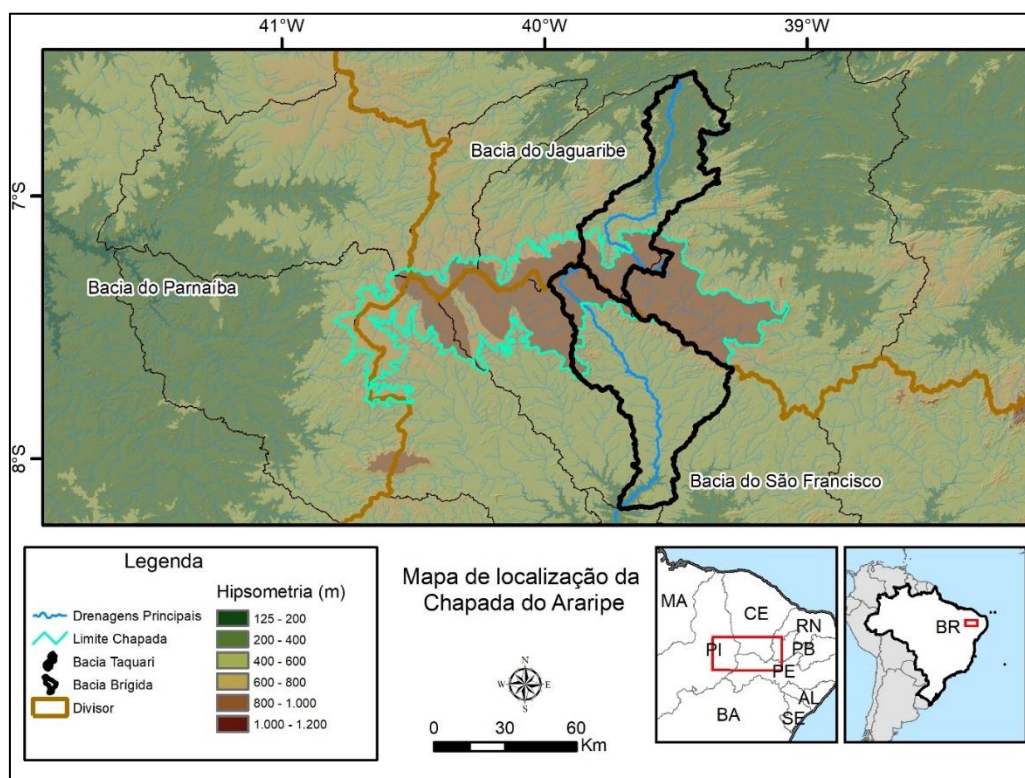 41°W 40°W 39°W
7°S
8°S
Bacia do Jaguaribe
Bacia do Parnaíba
Bacia do São Francisco
Legenda
Drenagens Principais
Limite Chapada
Bacia Taquari
Bacia Brígida
Divisor
Hipsometria (m)
125 - 200
200 - 400
400 - 600
600 - 800
800 - 1.000
1.000 - 1.200
Mapa de localização da
Chapada do Araripe
N
W E
S
0 30 60
Km
MA
CE
RN
PI
PB
PE
AL
SE
BA
BR